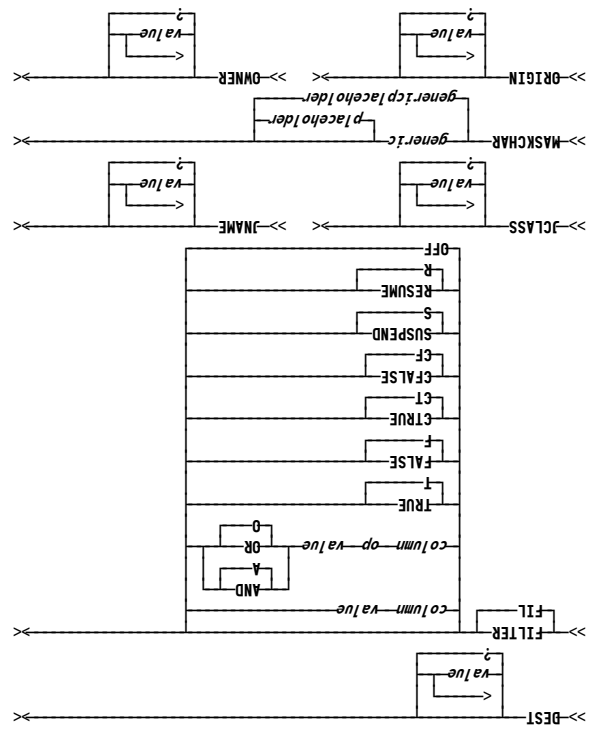 >>─DEST─><
<
value
?
>>─FILTER─><
FIL column value
AND
A
column op value OR
O
TRUE
T
FALSE
F
CTRUE
CT
CFALSE
CF
SUSPEND
S
RESUME
R
OFF
>>─JCLASS─>< >>─JNAME─><
< <
value value
? ?
>>─MASKCHAR generic─><
placeholder
genericplaceholder
>>─ORIGIN─>< >>─OWNER─><
< <
value value
? ?